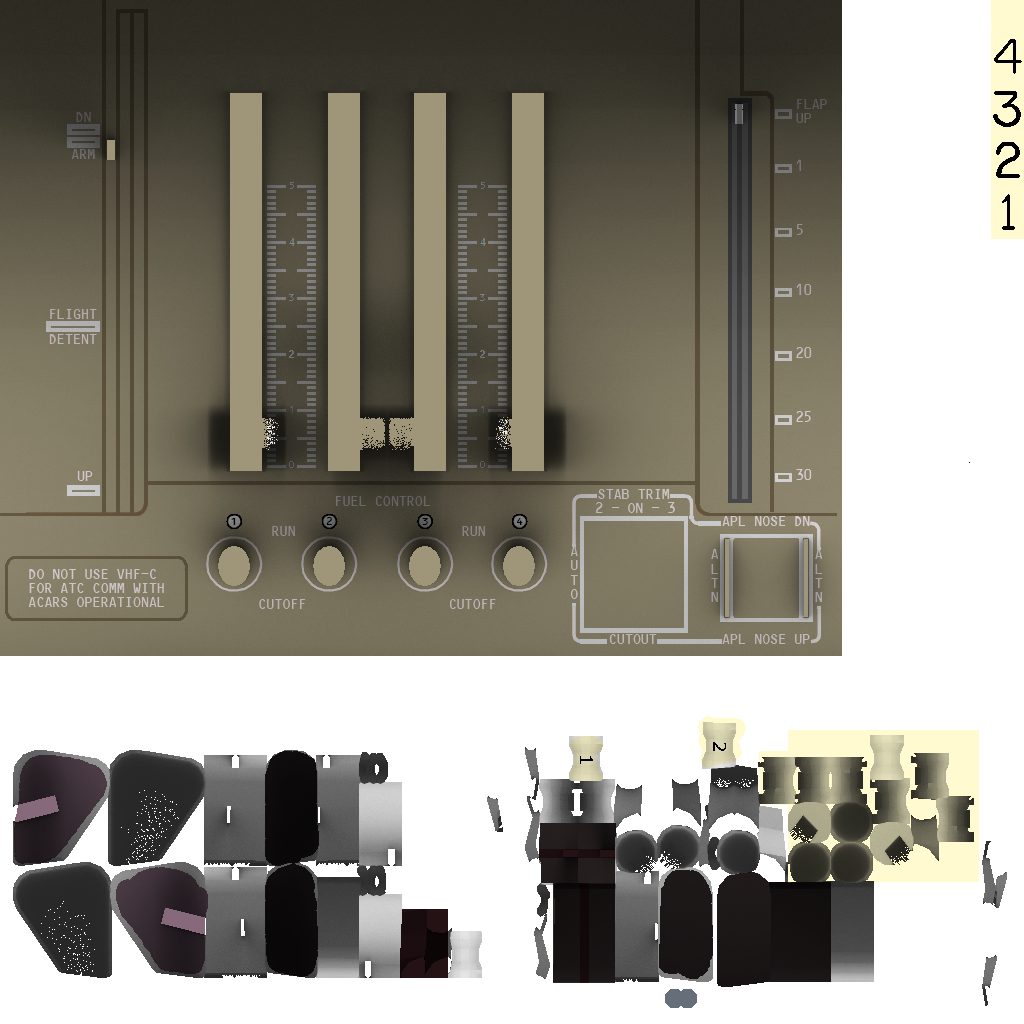 DN
ARM
FLIGHT
DETENT
UP
DO NOT USE VHF-C
FOR ATC COMM WITH
ACARS OPERATIONAL
5
4
3
2
1
0
5
4
3
2
1
0
FUEL CONTROL
1
2
3
4
RUN
RUN
CUTOFF
CUTOFF
STAB TRIM
2 - ON - 3
AUTO
CUTOUT
APL NOSE DN
ALTN
ALTN
APL NOSE UP
FLAP
UP
1
5
10
20
25
30
4
3
2
1
1
2